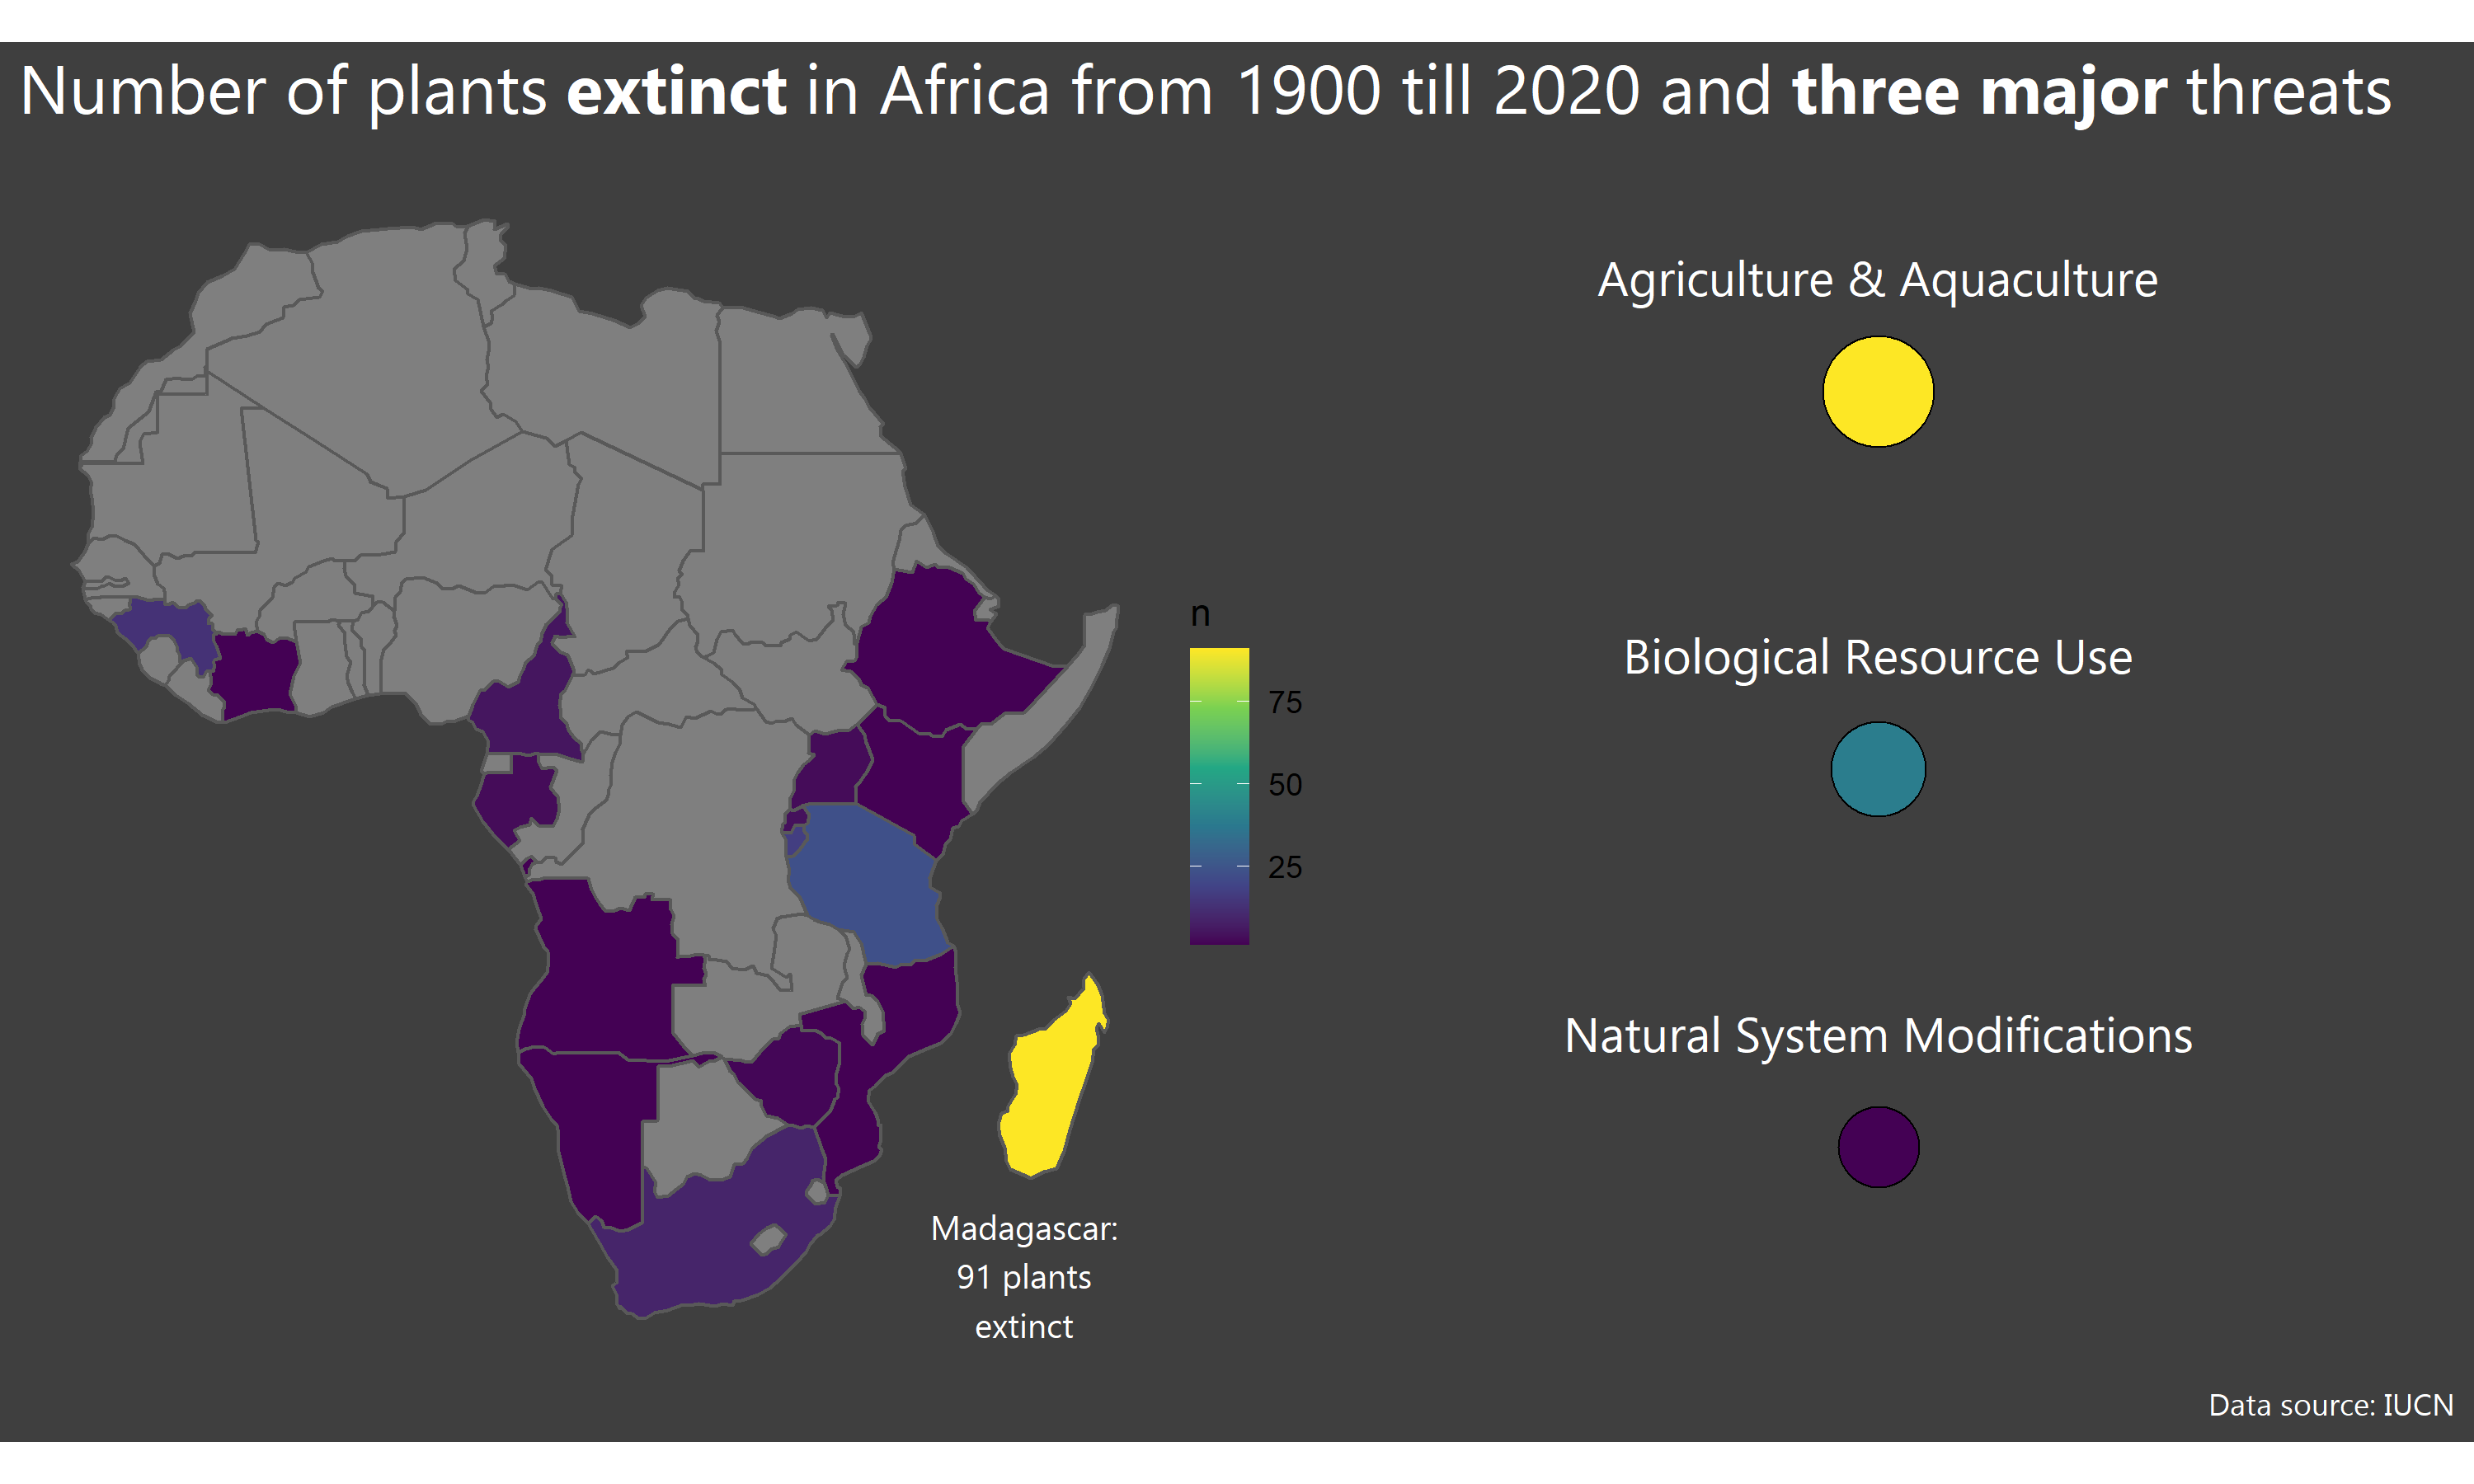 Number of plants extinct in Africa from 1900 till 2020 and three major threats
Agriculture & Aquaculture
Biological Resource Use
Natural System Modifications
n
75
50
25
Madagascar:
91 plants
extinct
Data source: IUCN